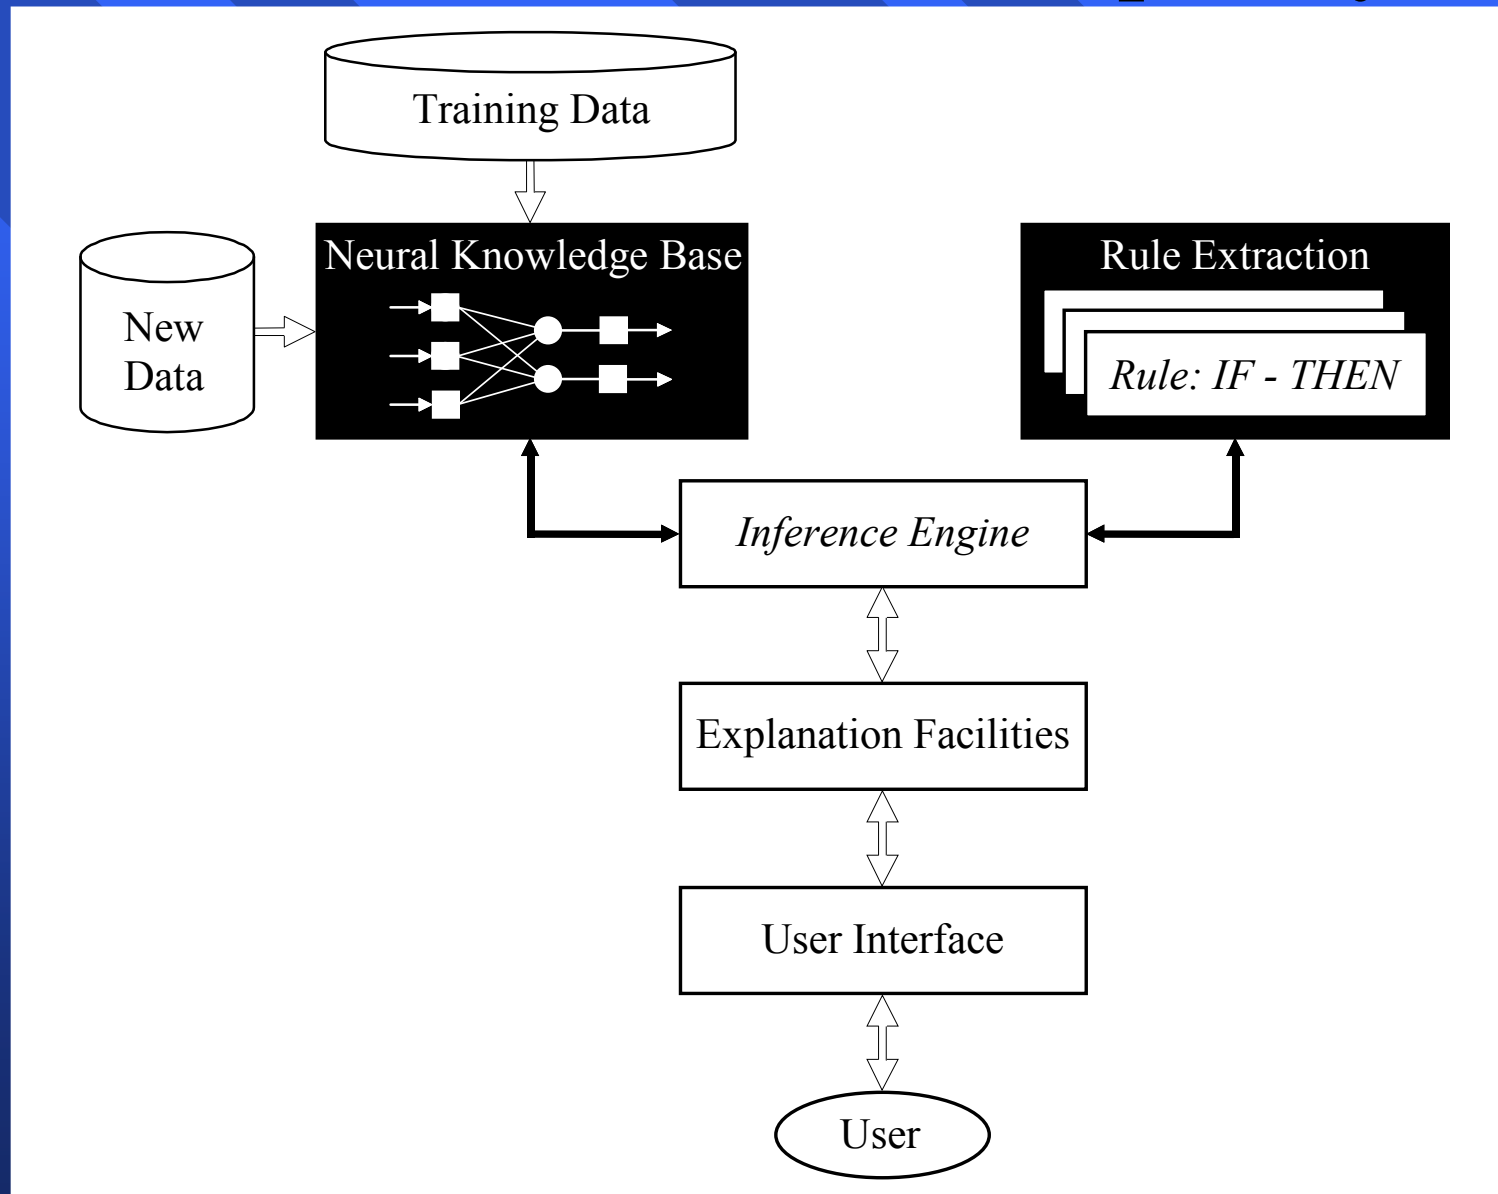 Training Data
Neural Knowledge Base
Rule Extraction
New
Data
Rule: IF - THEN
Inference Engine
Explanation Facilities
User Interface
User